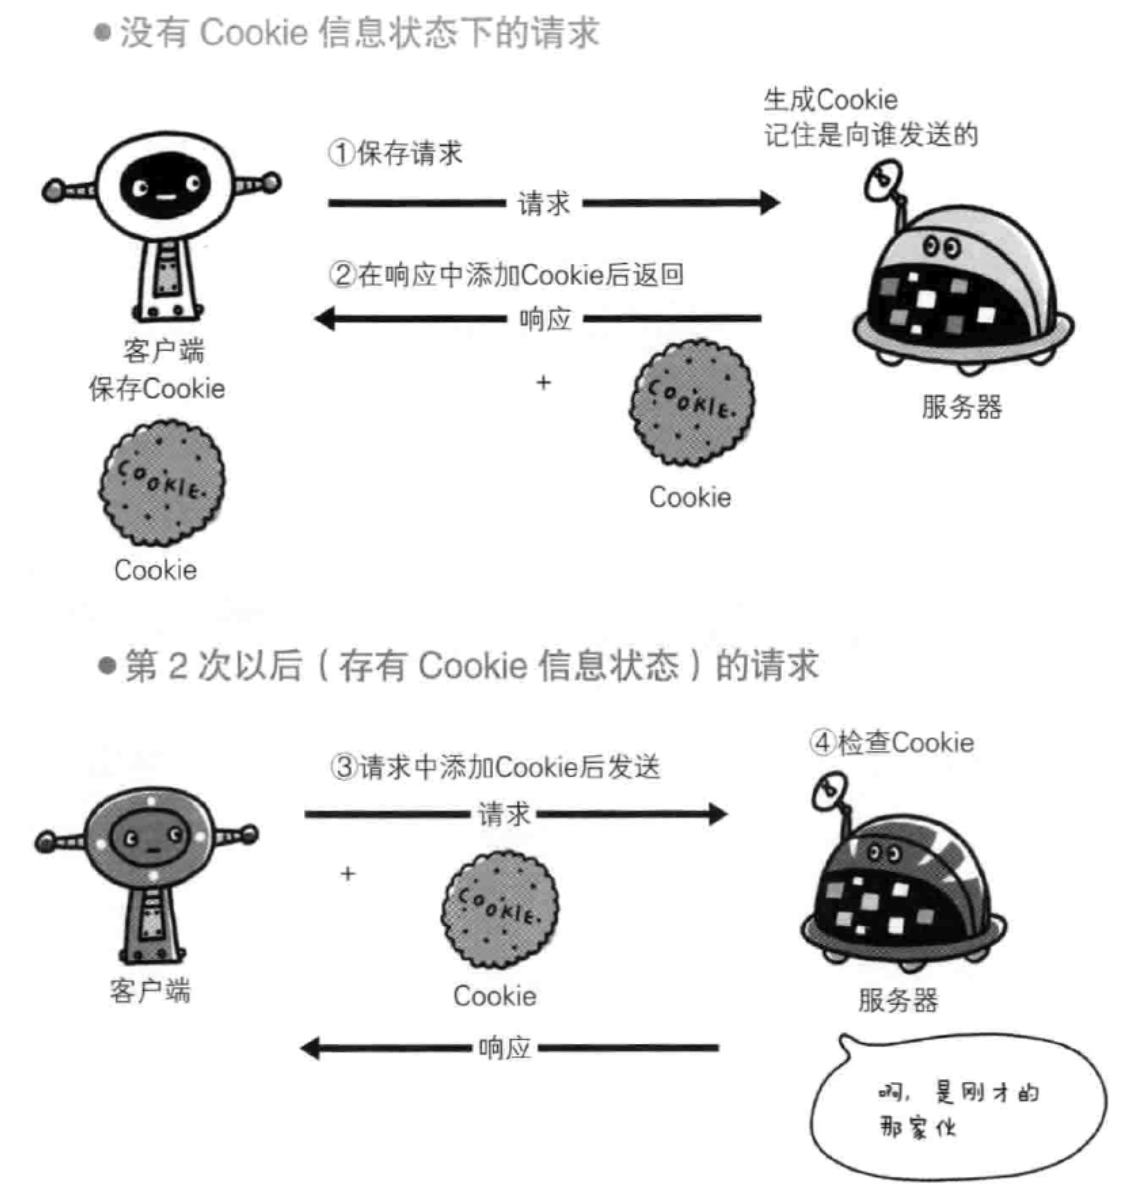 ●没有 Cookie 信息状态下的请求
生成Cookie
记住是向谁发送的
①保存请求
请求
②在响应中添加Cookie后返回
响应
客户端
保存Cookie
+
COOKIE.
服务器
Cookie
COOKIE.
Cookie
●第 2 次以后（存有 Cookie 信息状态）的请求
④检查Cookie
③请求中添加Cookie后发送
请求
+
COOKIE.
客户端
Cookie
服务器
响应
啊，是刚才的
那家伙